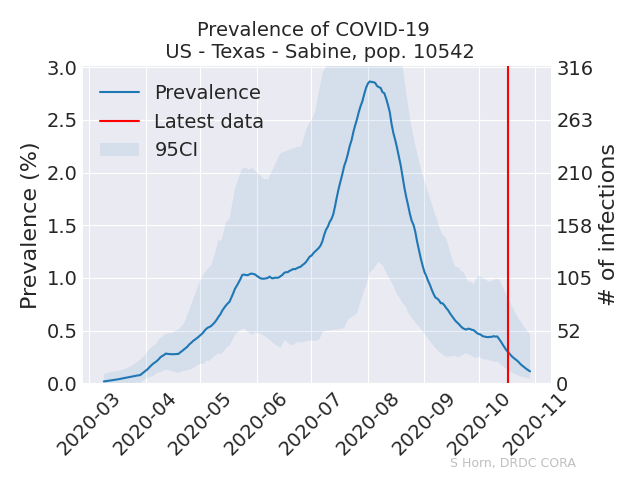 Prevalence of COVID-19
US - Texas - Sabine, pop. 10542
Prevalence
Latest data
95CI
Prevalence (%)
3.0
2.5
2.0
1.5
1.0
0.5
0.0
316
263
210
158
105
52
0
# of infections
2020-03
2020-04
2020-05
2020-06
2020-07
2020-08
2020-09
2020-10
2020-11
S Horn, DRDC CORA